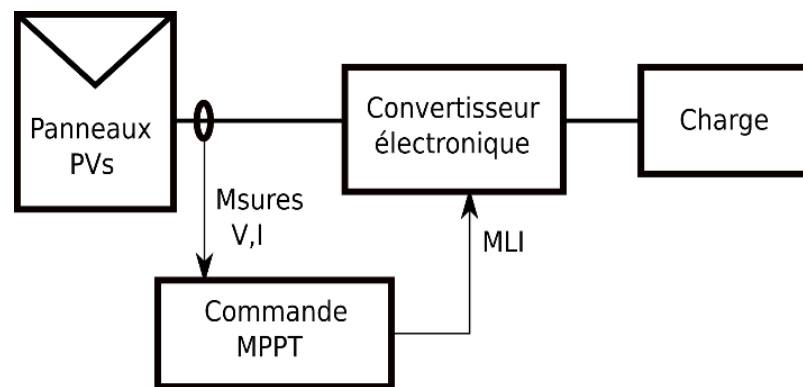 Panneaux
PVs
Convertisseur
électronique
Charge
Msures
V,I
MLI
Commande
MPPT